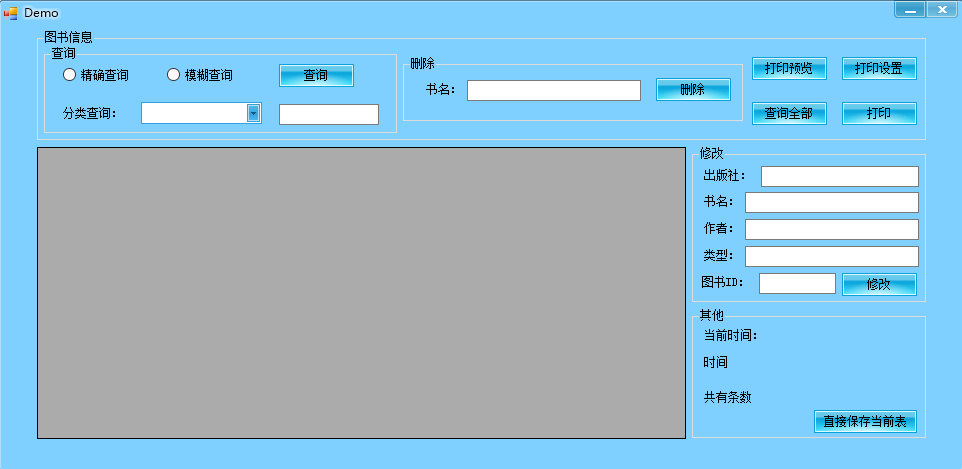 Demo
图书信息
查询
精确查询 模糊查询 查询
分类查询:
删除
书名: 删除
打印预览 打印设置
查询全部 打印
修改
出版社:
书名:
作者:
类型:
图书ID: 修改
其他
当前时间:
时间
共有条数
直接保存当前表